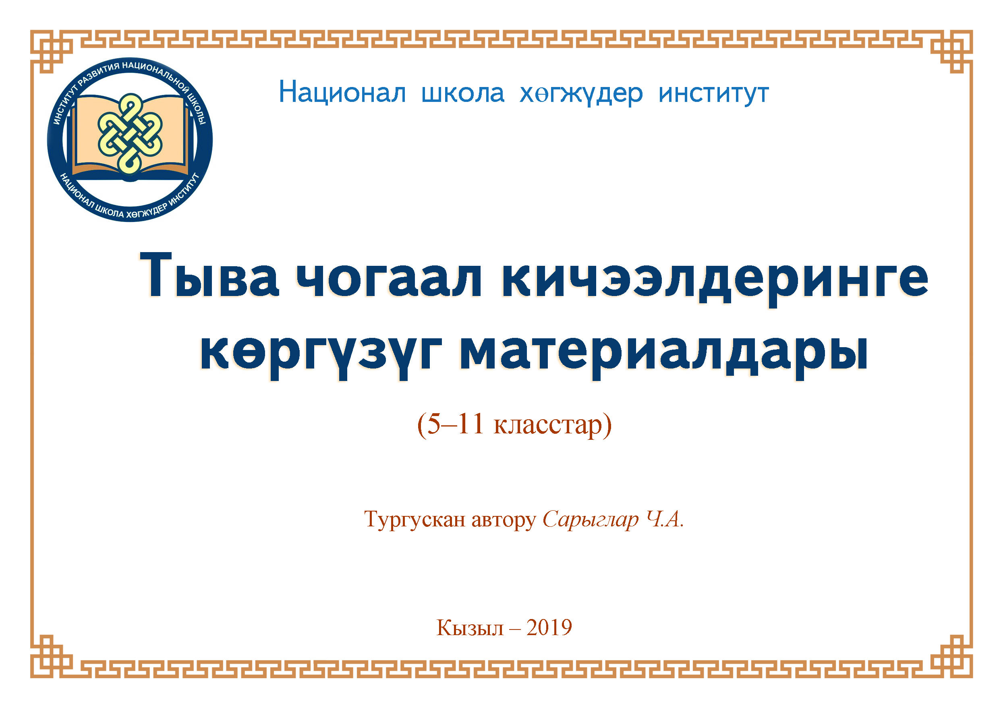 ИНСТИТУТ РАЗВИТИЯ НАЦИОНАЛЬНОЙ ШКОЛЫ
НАЦИОНАЛ ШКОЛА ХӨГЖҮДЕР ИНСТИТУТ
Национал школа хөгжүдер институт
Тыва чогаал кичээлдеринге
көргүзүг материалдары
(5–11 класстар)
Тургускан автору Сарыглар Ч.А.
Кызыл – 2019